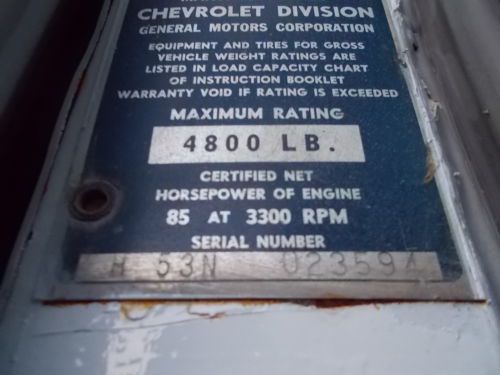 CHEVROLET DIVISION
GENERAL MOTORS CORPORATION
EQUIPMENT AND TIRES FOR GROSS
VEHICLE WEIGHT RATINGS ARE
LISTED IN LOAD CAPACITY CHART
OF INSTRUCTION BOOKLET
WARRANTY VOID IF RATING IS EXCEEDED
MAXIMUM RATING
4800 LB.
CERTIFIED NET
HORSEPOWER OF ENGINE
85 AT 3300 RPM
SERIAL NUMBER
H 53N 023594